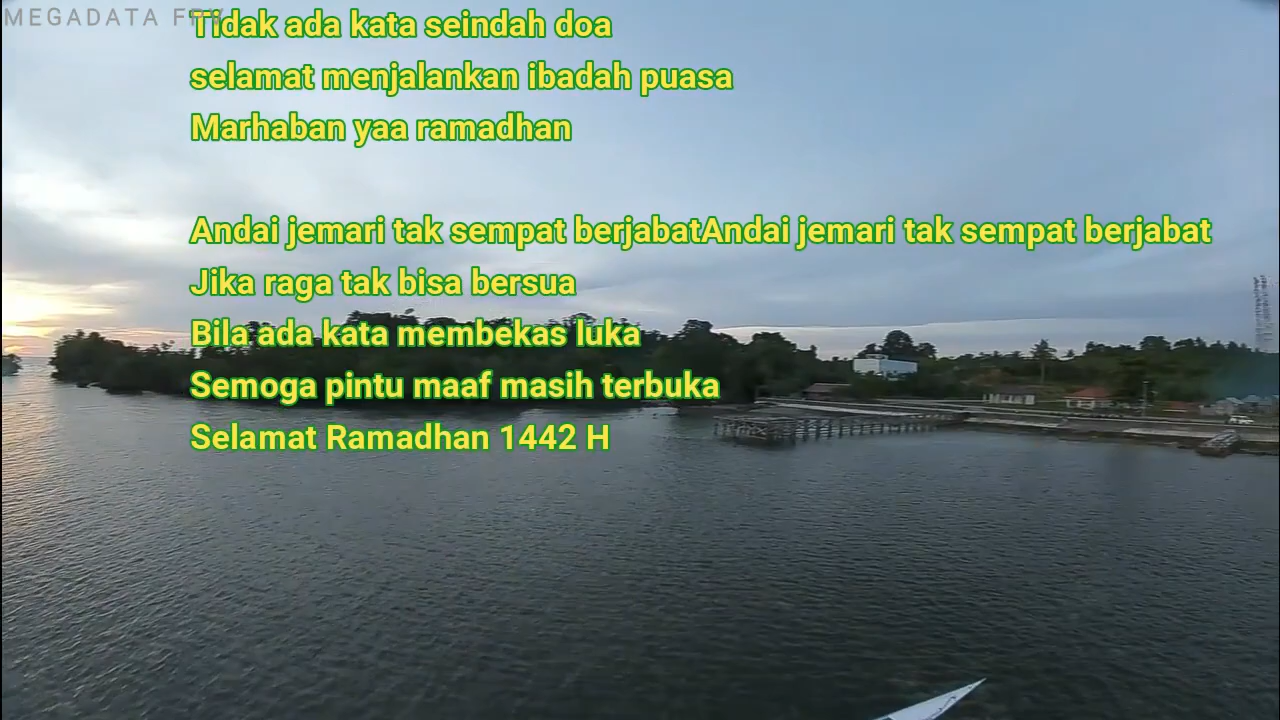 MEGADATA FPV
Tidak ada kata seindah doa
selamat menjalankan ibadah puasa
Marhaban yaa ramadhan
Andai jemari tak sempat berjabatAndai jemari tak sempat berjabat
Jika raga tak bisa bersua
Bila ada kata membekas luka
Semoga pintu maaf masih terbuka
Selamat Ramadhan 1442 H